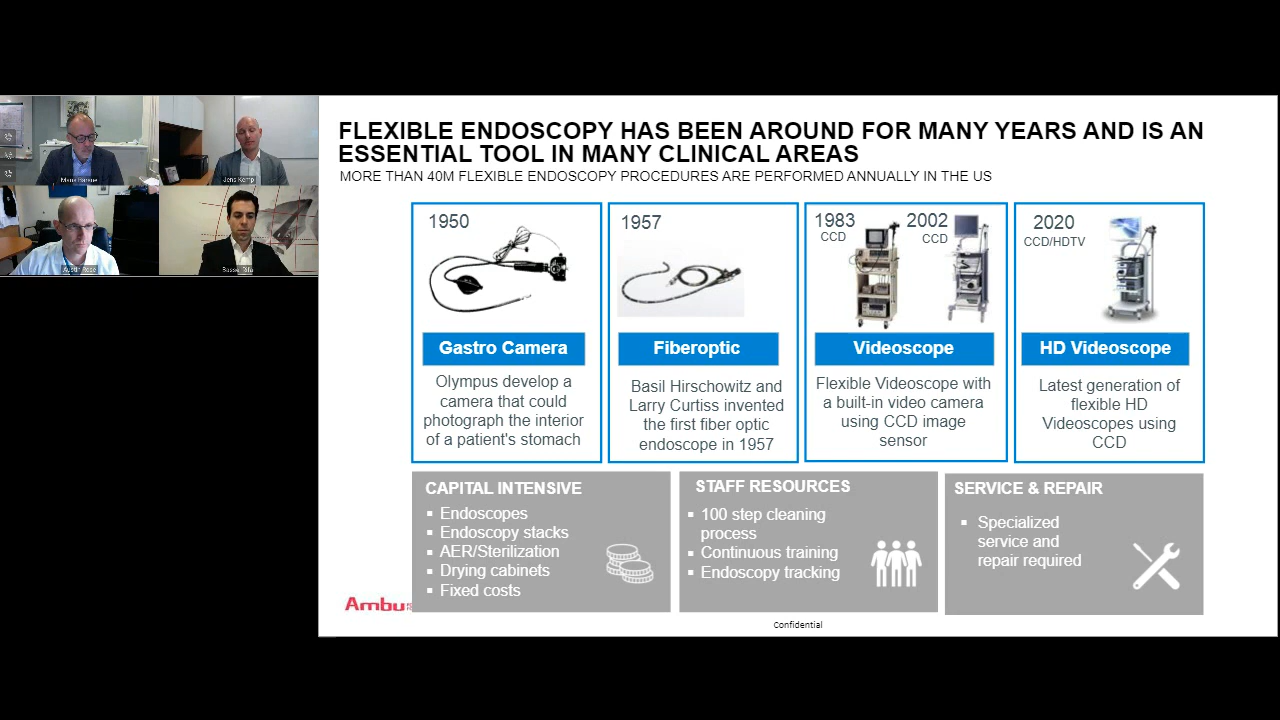 Jens Kemp
Austin Rose
FLEXIBLE ENDOSCOPY HAS BEEN AROUND FOR MANY YEARS AND IS AN
ESSENTIAL TOOL IN MANY CLINICAL AREAS
MORE THAN 40M FLEXIBLE ENDOSCOPY PROCEDURES ARE PERFORMED ANNUALLY IN THE US
1950
Gastro Camera
Olympus develop a
camera that could
photograph the interior
of a patient's stomach
1957
Fiberoptic
Basil Hirschowitz and
Larry Curtiss invented
the first fiber optic
endoscope in 1957
1983
CCD
2002
CCD
Videoscope
Flexible Videoscope with
a built-in video camera
using CCD image
sensor
2020
CCD/HDTV
HD Videoscope
Latest generation of
flexible HD
Videoscopes using
CCD
CAPITAL INTENSIVE
▪ Endoscopes
▪ Endoscopy stacks
▪ AER/Sterilization
▪ Drying cabinets
▪ Fixed costs
STAFF RESOURCES
▪ 100 step cleaning
process
▪ Continuous training
▪ Endoscopy tracking
SERVICE & REPAIR
▪ Specialized
service and
repair required
Ambu
Confidential